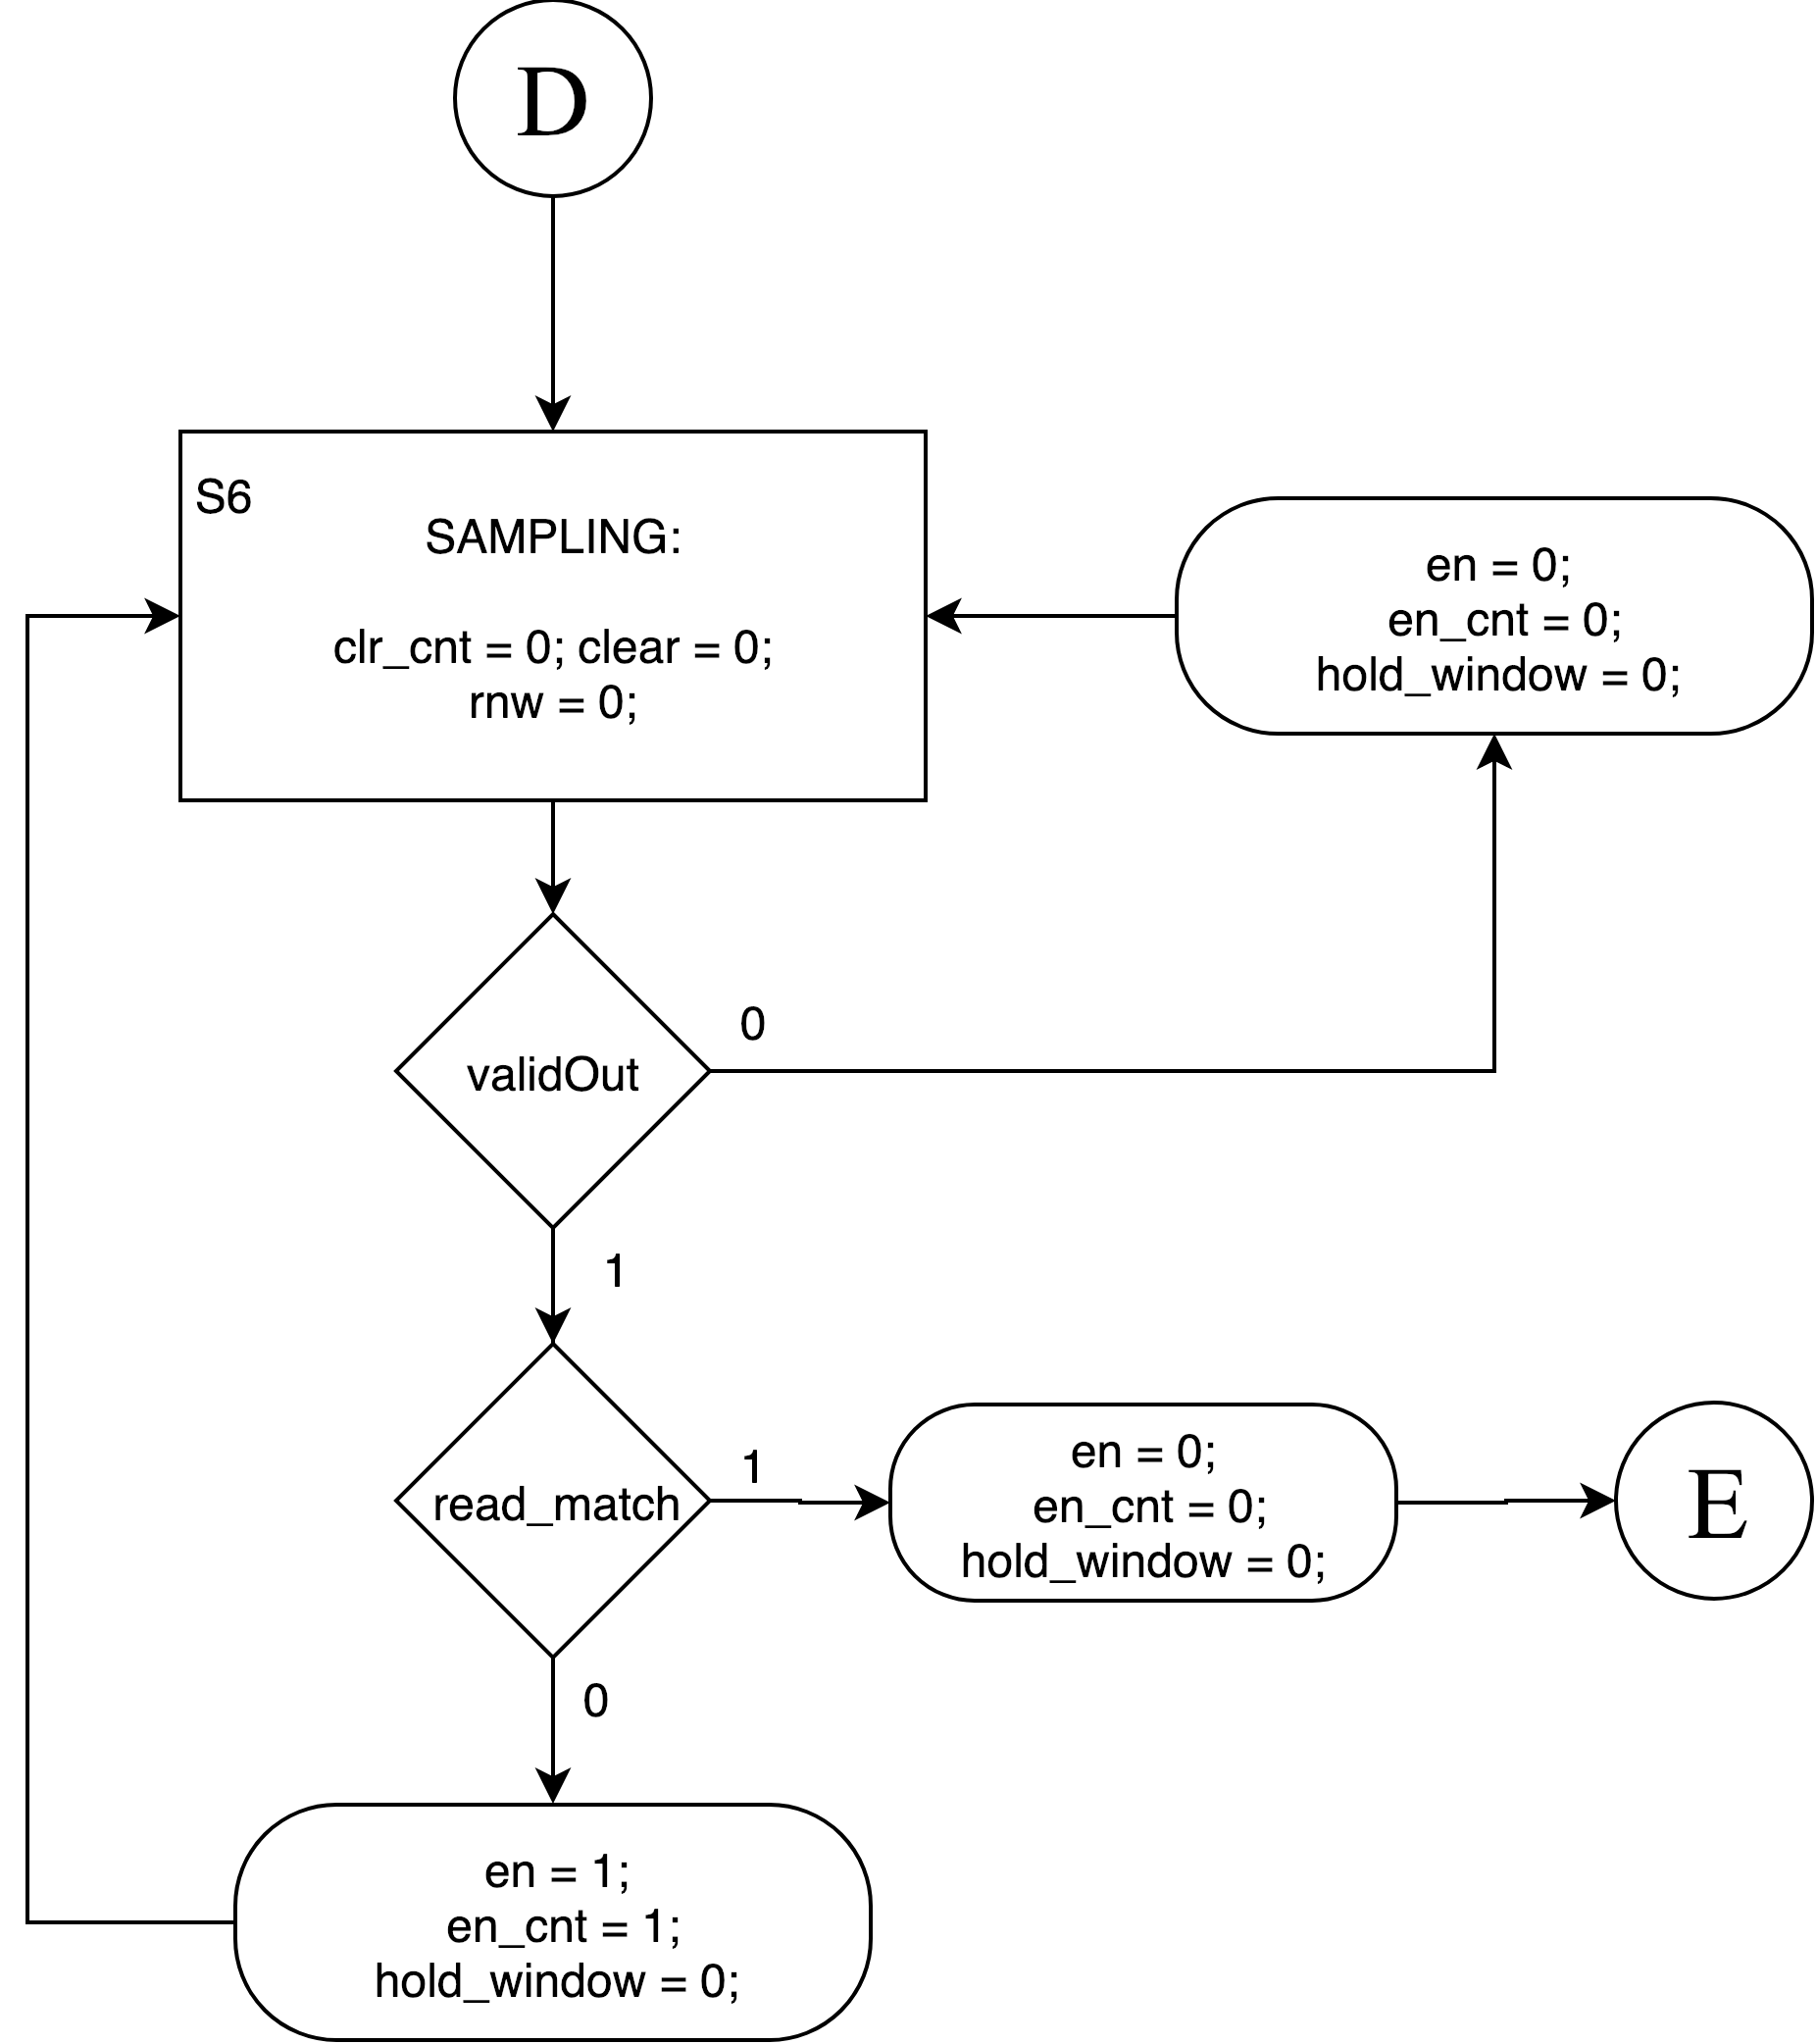 D
S6
SAMPLING:
clr_cnt = 0; clear = 0;
rnw = 0;
en = 0;
en_cnt = 0;
hold_window = 0;
validOut
0
1
read_match
1
en = 0;
en_cnt = 0;
hold_window = 0;
E
0
en = 1;
en_cnt = 1;
hold_window = 0;